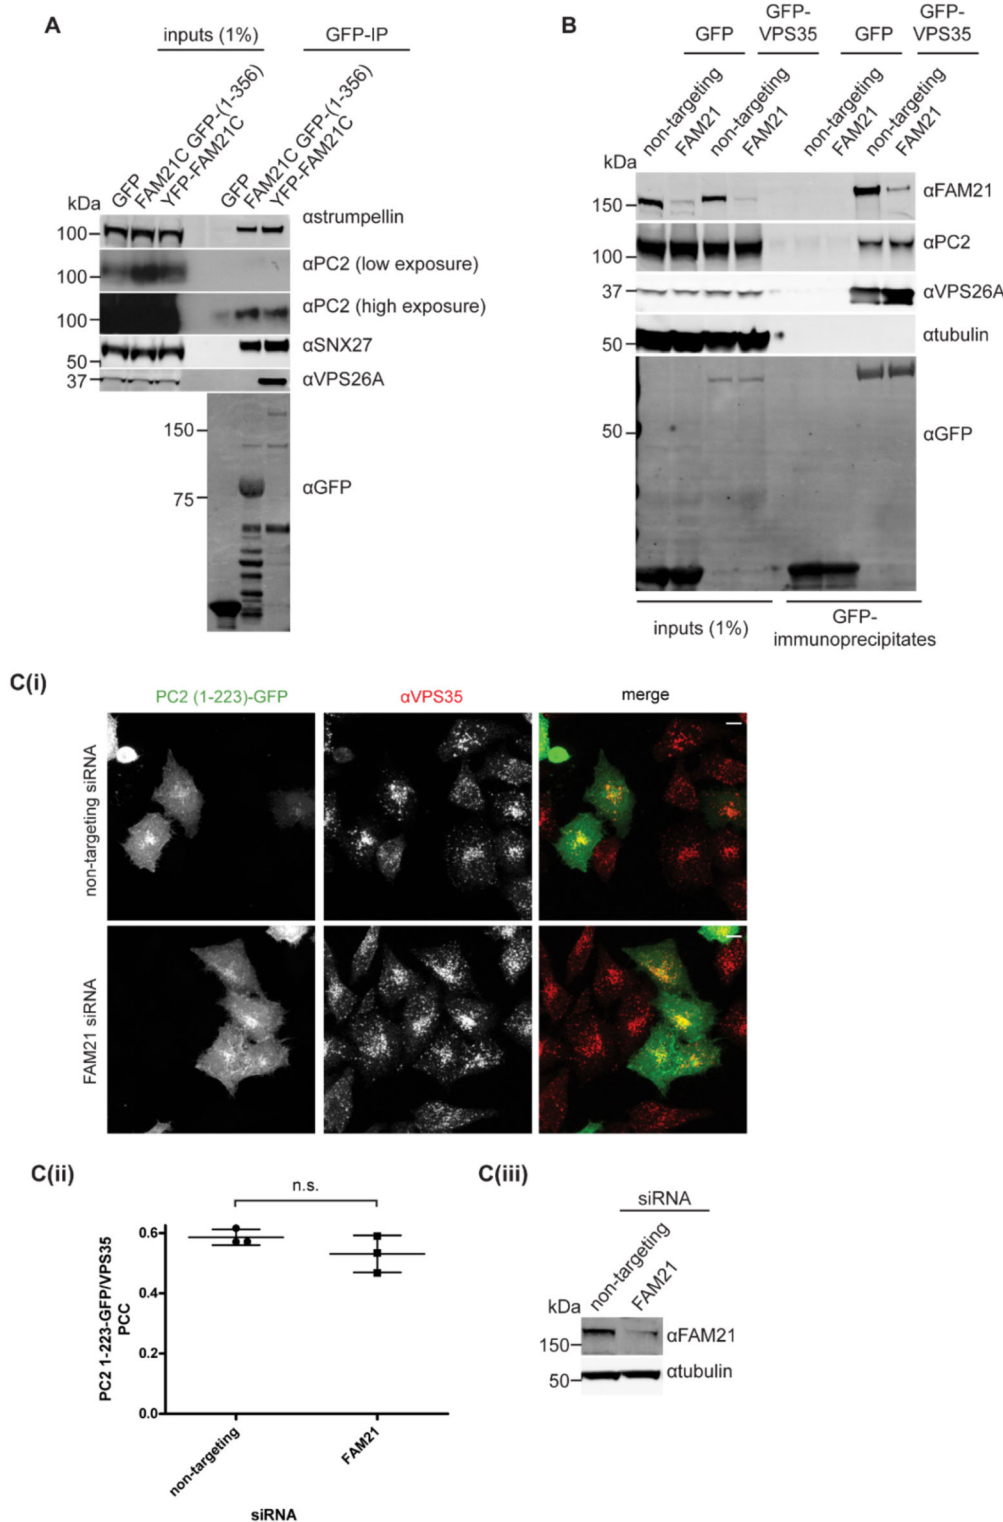 A
inputs (1%)
GFP-IP
GFP
FAM21C GFP-(1-356)
YFP-FAM21C
GFP
FAM21C GFP-(1-356)
YFP-FAM21C
kDa
100
αstrumpellin
100
αPC2 (low exposure)
100
αPC2 (high exposure)
50
αSNX27
37
αVPS26A
150
75
αGFP
B
GFP
GFP-
VPS35
GFP
GFP-
VPS35
non-targeting
FAM21
non-targeting
FAM21
non-targeting
FAM21
non-targeting
FAM21
kDa
150
αFAM21
100
αPC2
37
αVPS26A
50
αtubulin
50
αGFP
inputs (1%)
GFP-
immunoprecipitates
C(i)
PC2 (1-223)-GFP
αVPS35
merge
non-targeting siRNA
FAM21 siRNA
C(ii)
n.s.
PC2 1-223-GFP/VPS35
PCC
0.6
0.4
0.2
0.0
non-targeting
FAM21
siRNA
C(iii)
siRNA
non-targeting
FAM21
kDa
150
αFAM21
50
αtubulin